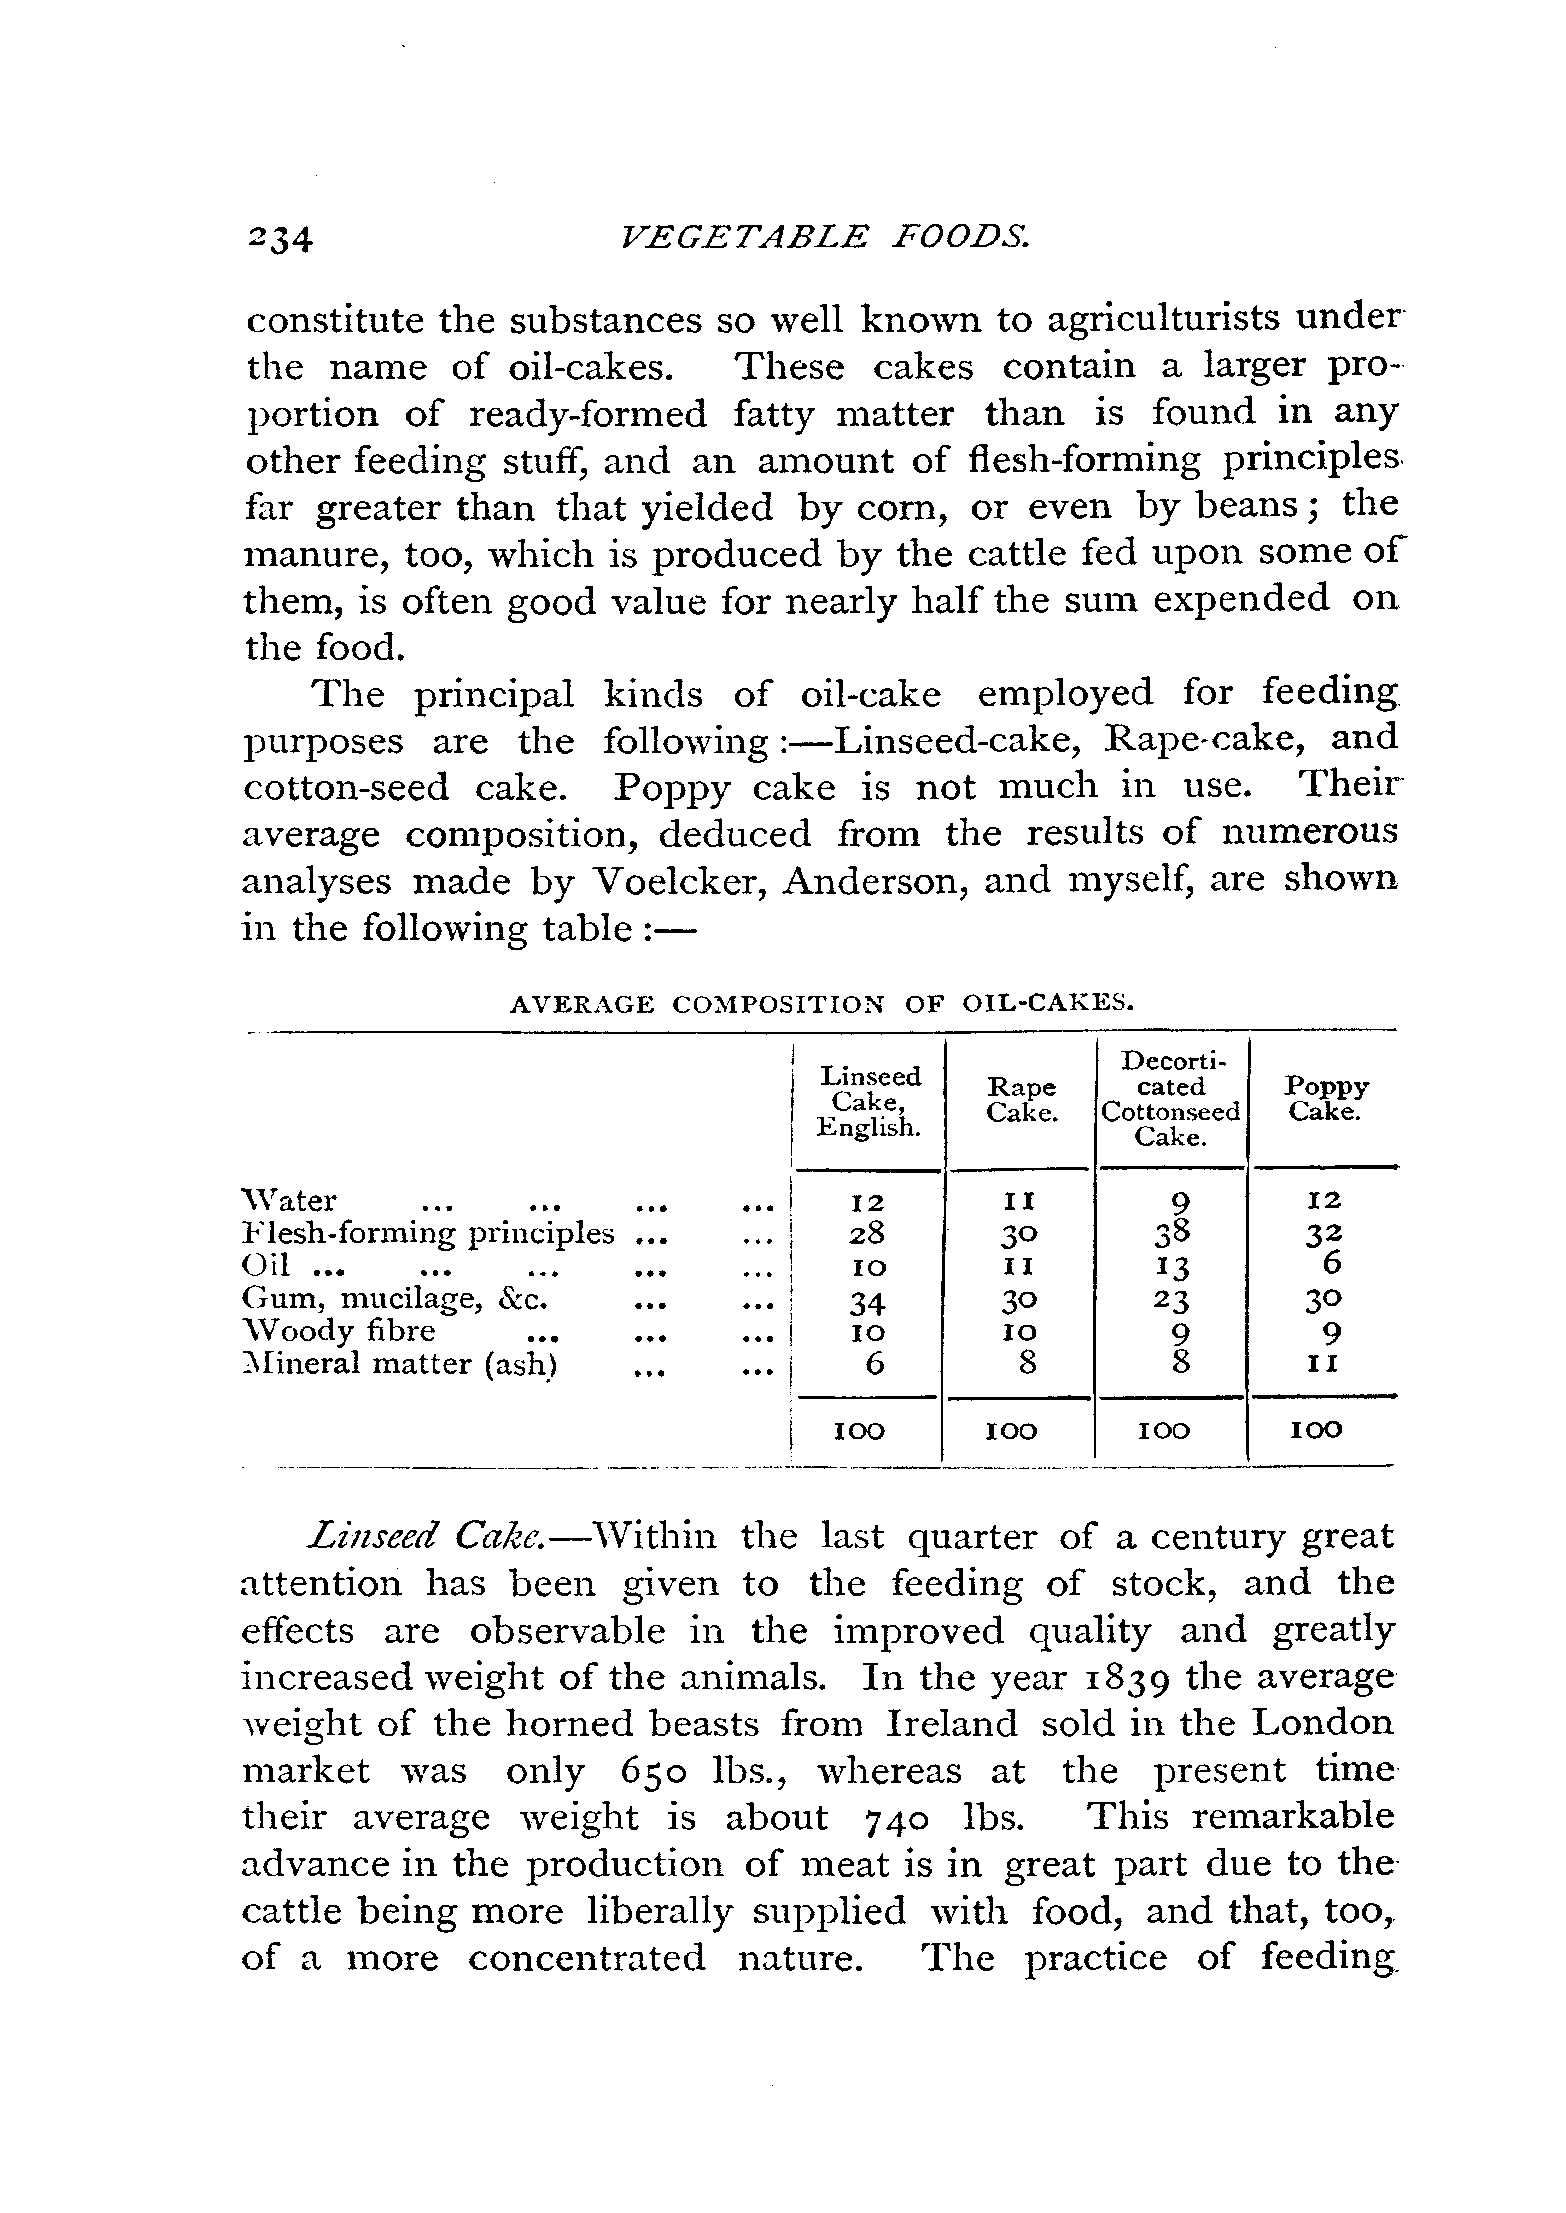 234 VEGETABLE FOODS.
constitute the substances so well known to agriculturists under
the name of oil-cakes. These cakes contain a larger pro-
portion of ready-formed fatty matter than is found in any
other feeding stuff, and an amount of flesh-forming principles
far greater than that yielded by corn, or even by beans; the
manure, too, which is produced by the cattle fed upon some of
them, is often good value for nearly half the sum expended on
the food.
The principal kinds of oil-cake employed for feeding
purposes are the following:—Linseed-cake, Rape-cake, and
cotton-seed cake. Poppy cake is not much in use. Their
average composition, deduced from the results of numerous
analyses made by Voelcker, Anderson, and myself, are shown
in the following table:—
AVERAGE COMPOSITION OF OIL-CAKES.
Linseed Cake, English. Rape Cake. Decorti-cated Cottonseed Cake. Poppy Cake.
Water ... ... ... ... 12 11 9 12
Flesh-forming principles ... ... 28 30 38 32
Oil ... ... ... ... ... 10 11 13 6
Gum, mucilage, &c. ... ... 34 30 23 30
Woody fibre ... ... ... 10 10 9 9
Mineral matter (ash) ... ... 6 8 8 11
100 100 100 100
Linseed Cake.—Within the last quarter of a century great
attention has been given to the feeding of stock, and the
effects are observable in the improved quality and greatly
increased weight of the animals. In the year 1839 the average
weight of the horned beasts from Ireland sold in the London
market was only 650 lbs., whereas at the present time
their average weight is about 740 lbs. This remarkable
advance in the production of meat is in great part due to the
cattle being more liberally supplied with food, and that, too,
of a more concentrated nature. The practice of feeding